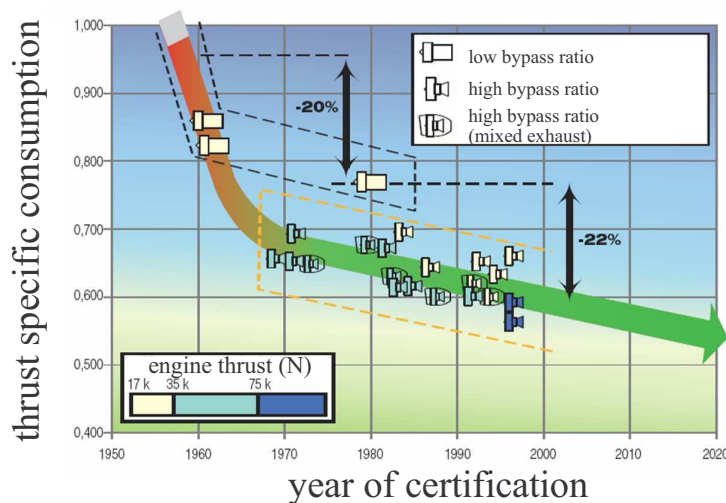 thrust specific consumption
1,000
0,900
0,800
0,700
0,600
0,500
0,400
-20%
-22%
low bypass ratio
high bypass ratio
high bypass ratio
(mixed exhaust)
engine thrust (N)
17 k 35 k 75 k
1950 1960 1970 1980 1990 2000 2010 2020
year of certification